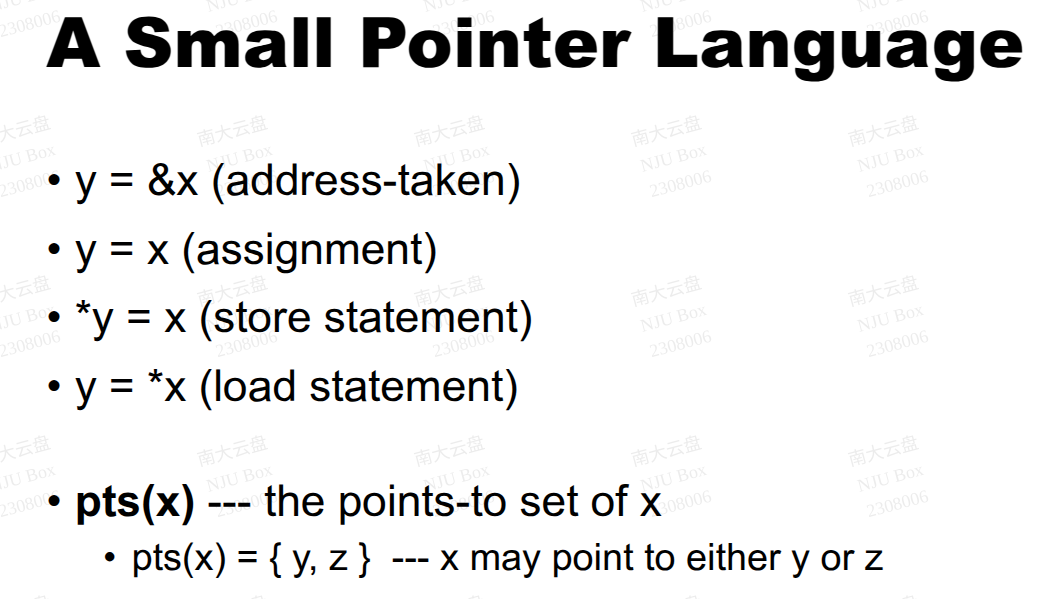 A Small Pointer Language
• y = &x (address-taken)
• y = x (assignment)
• *y = x (store statement)
• y = *x (load statement)
• pts(x) --- the points-to set of x
• pts(x) = { y, z }  --- x may point to either y or z
南大云盘
NJU Box
2308006